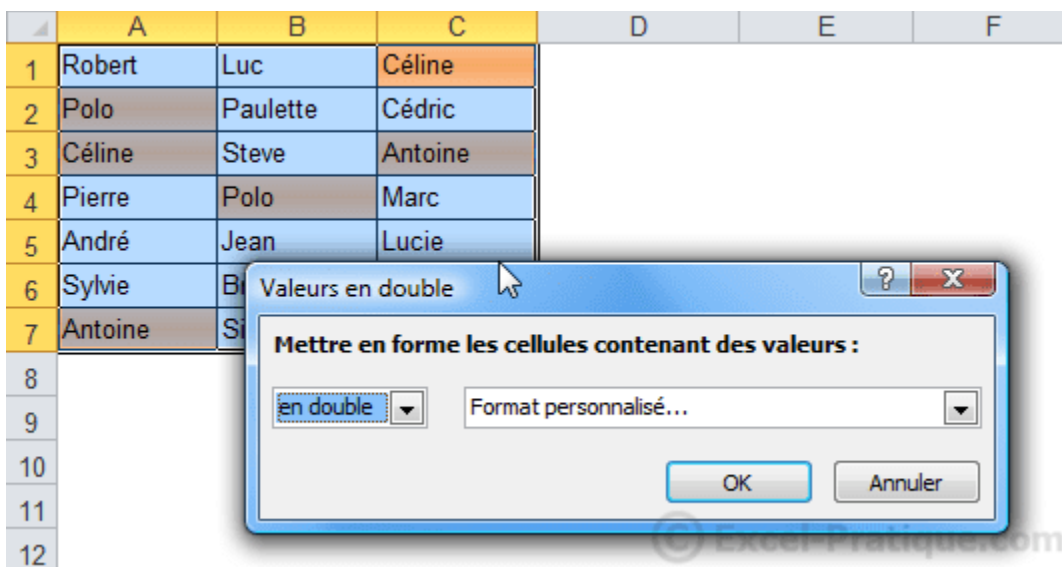 A B C D E F
1 Robert Luc Céline
2 Polo Paulette Cédric
3 Céline Steve Antoine
4 Pierre Polo Marc
5 André Jean Lucie
6 Sylvie
7 Antoine
8
9
10
11
12
Valeurs en double
Mettre en forme les cellules contenant des valeurs :
en double Format personnalisé...
OK Annuler
© Excel-Pratique.com